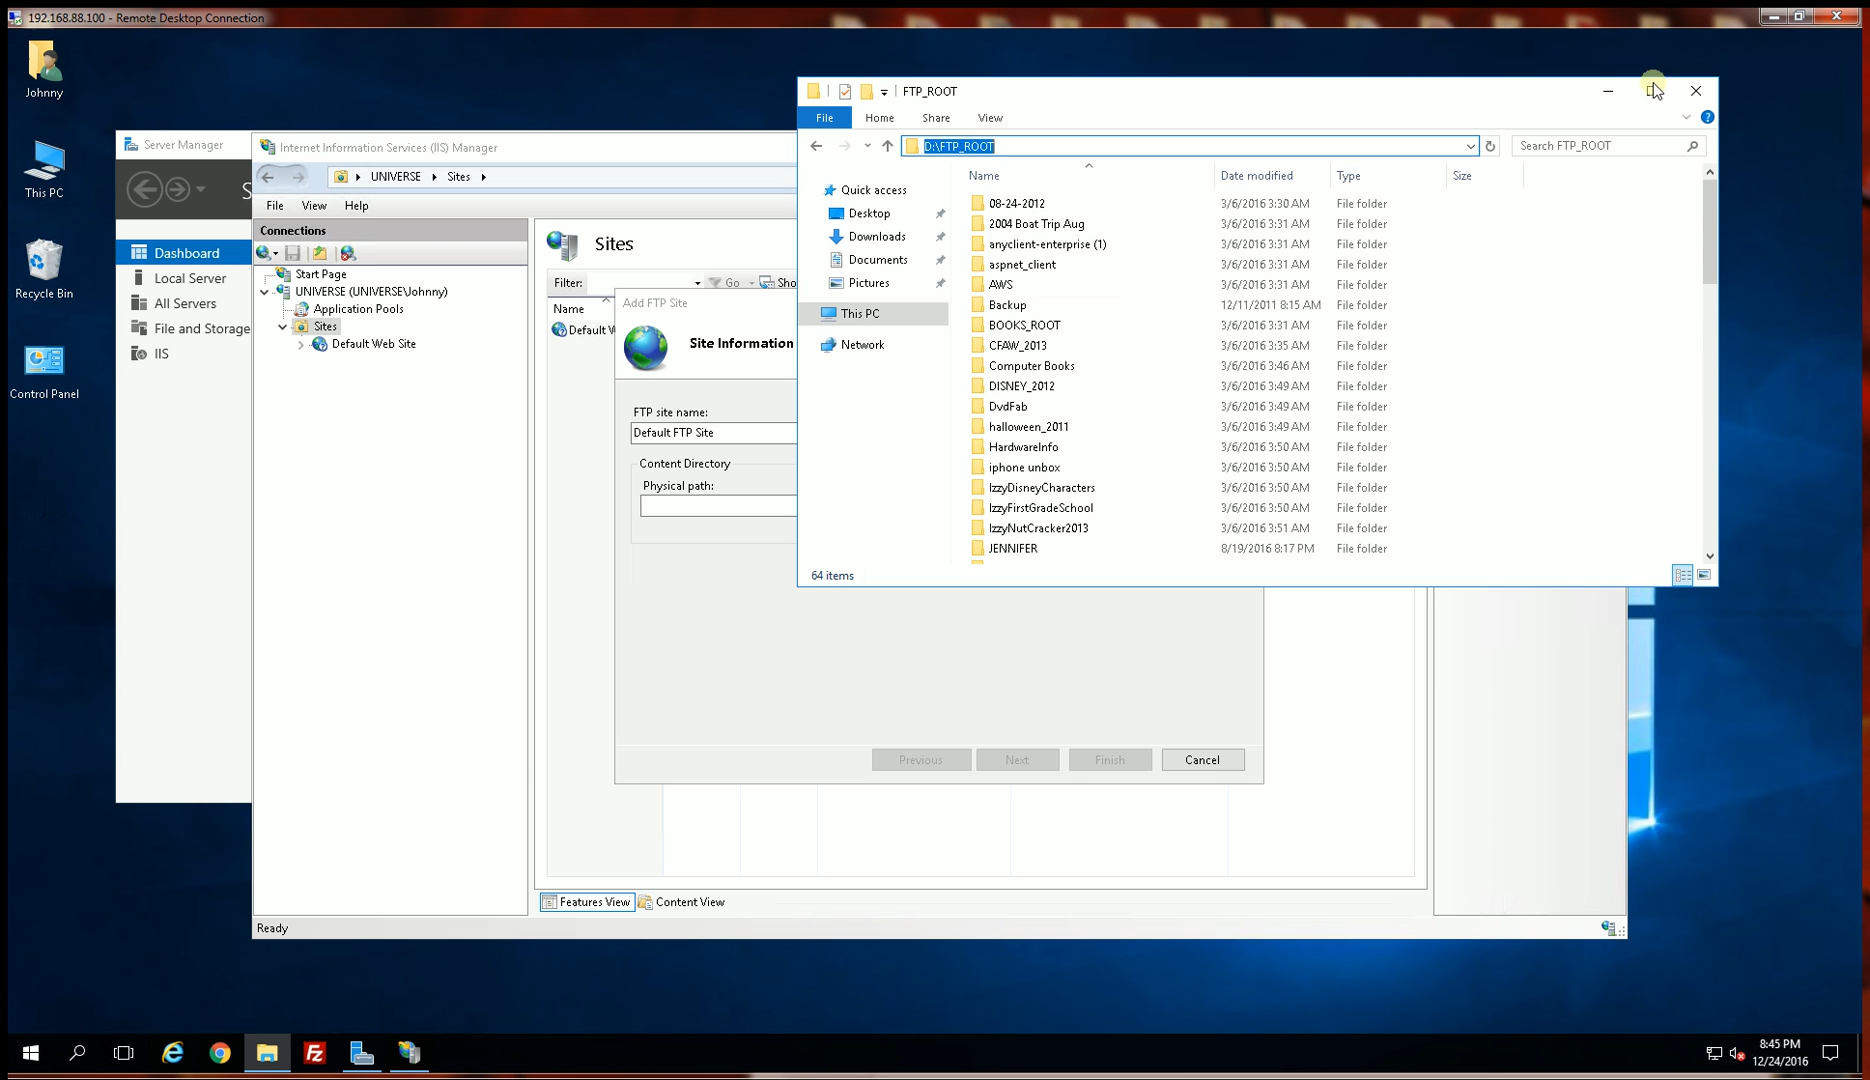 192.168.88.100 - Remote Desktop Connection
Johnny
This PC
Recycle Bin
Control Panel
Server Manager
Dashboard
Local Server
All Servers
File and Storage
IIS
Internet Information Services (IIS) Manager
UNIVERSE
Sites
File
View
Help
Connections
Start Page
UNIVERSE (UNIVERSE\Johnny)
Application Pools
Sites
Default Web Site
Sites
Filter:
Go
Sho
Name
Default W
Add FTP Site
Site Information
FTP site name:
Default FTP Site
Content Directory
Physical path:
Previous
Next
Finish
Cancel
Features View
Content View
Ready
FTP_ROOT
File
Home
Share
View
D:\FTP_ROOT
Search FTP_ROOT
Quick access
Desktop
Downloads
Documents
Pictures
This PC
Network
Name Date modified Type Size
08-24-2012 3/6/2016 3:30 AM File folder
2004 Boat Trip Aug 3/6/2016 3:31 AM File folder
anyclient-enterprise (1) 3/6/2016 3:31 AM File folder
aspnet_client 3/6/2016 3:31 AM File folder
AWS 3/6/2016 3:31 AM File folder
Backup 12/11/2011 8:15 AM File folder
BOOKS_ROOT 3/6/2016 3:31 AM File folder
CFAW_2013 3/6/2016 3:35 AM File folder
Computer Books 3/6/2016 3:46 AM File folder
DISNEY_2012 3/6/2016 3:49 AM File folder
DvdFab 3/6/2016 3:49 AM File folder
halloween_2011 3/6/2016 3:49 AM File folder
HardwareInfo 3/6/2016 3:50 AM File folder
iphone unbox 3/6/2016 3:50 AM File folder
IzzyDisneyCharacters 3/6/2016 3:50 AM File folder
IzzyFirstGradeSchool 3/6/2016 3:50 AM File folder
IzzyNutCracker2013 3/6/2016 3:51 AM File folder
JENNIFER 8/19/2016 8:17 PM File folder
64 items
8:45 PM
12/24/2016